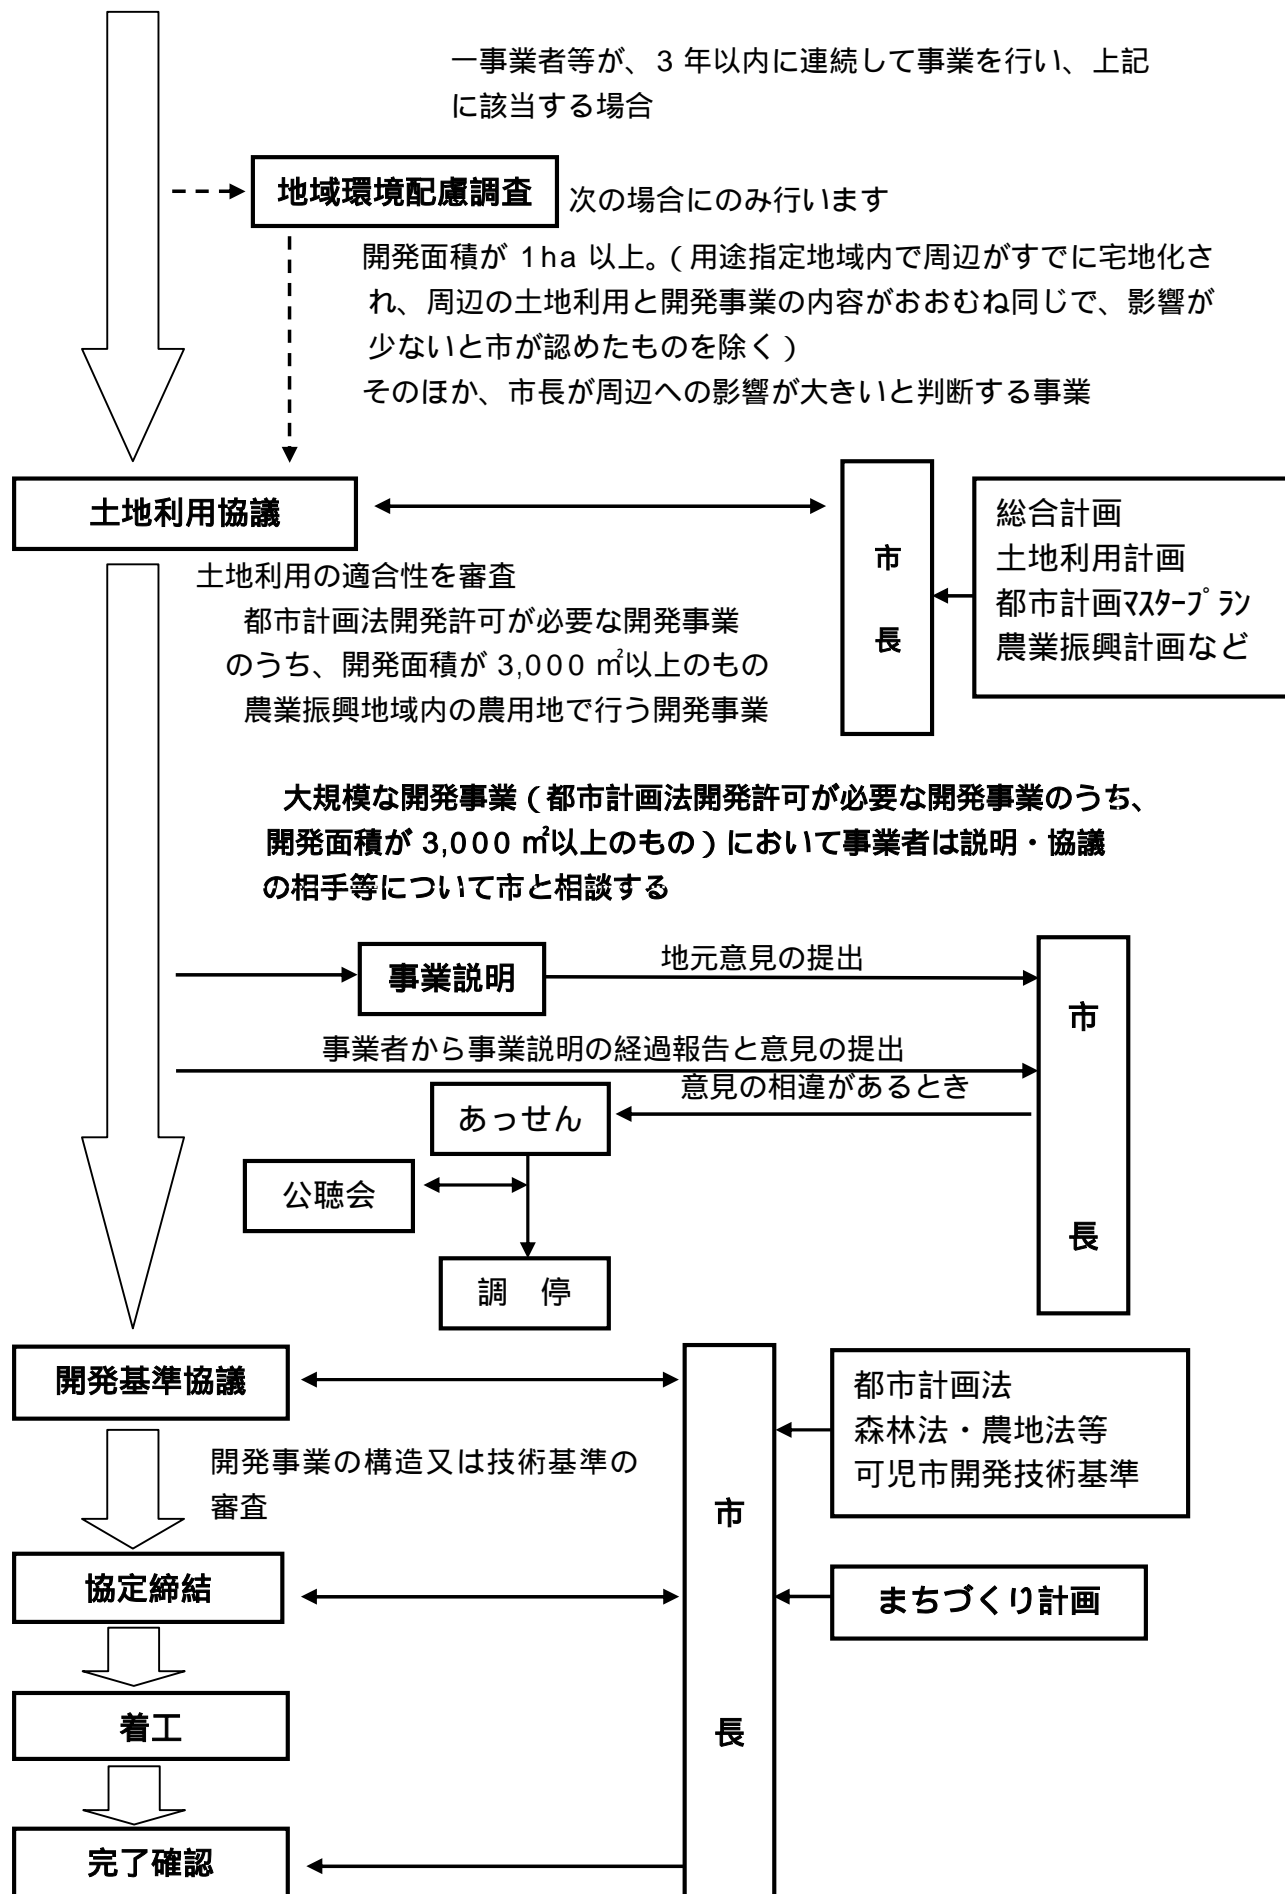 一事業者等が、3 年以内に連続して事業を行い、上記
に該当する場合
地域環境配慮調査
次の場合にのみ行います
開発面積が 1ha 以上。（用途指定地域内で周辺がすでに宅地化さ
れ、周辺の土地利用と開発事業の内容がおおむね同じで、影響が
少ないと市が認めたものを除く）
そのほか、市長が周辺への影響が大きいと判断する事業
土地利用協議
市
長
総合計画
土地利用計画
都市計画ﾏｽﾀｰﾌﾟﾗﾝ
農業振興計画など
土地利用の適合性を審査
都市計画法開発許可が必要な開発事業
のうち、開発面積が 3,000 ㎡以上のもの
農業振興地域内の農用地で行う開発事業
大規模な開発事業（都市計画法開発許可が必要な開発事業のうち、
開発面積が 3,000 ㎡以上のもの）において事業者は説明・協議
の相手等について市と相談する
事業説明
地元意見の提出
市
長
事業者から事業説明の経過報告と意見の提出
意見の相違があるとき
あっせん
公聴会
調　停
開発基準協議
市
長
都市計画法
森林法・農地法等
可児市開発技術基準
開発事業の構造又は技術基準の
審査
協定締結
まちづくり計画
着工
完了確認